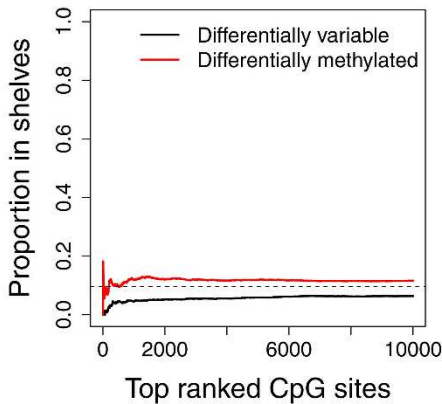 Differentially variable
Differentially methylated
Proportion in shelves
1.0
0.8
0.6
0.4
0.2
0.0
0 2000 6000 10000
Top ranked CpG sites